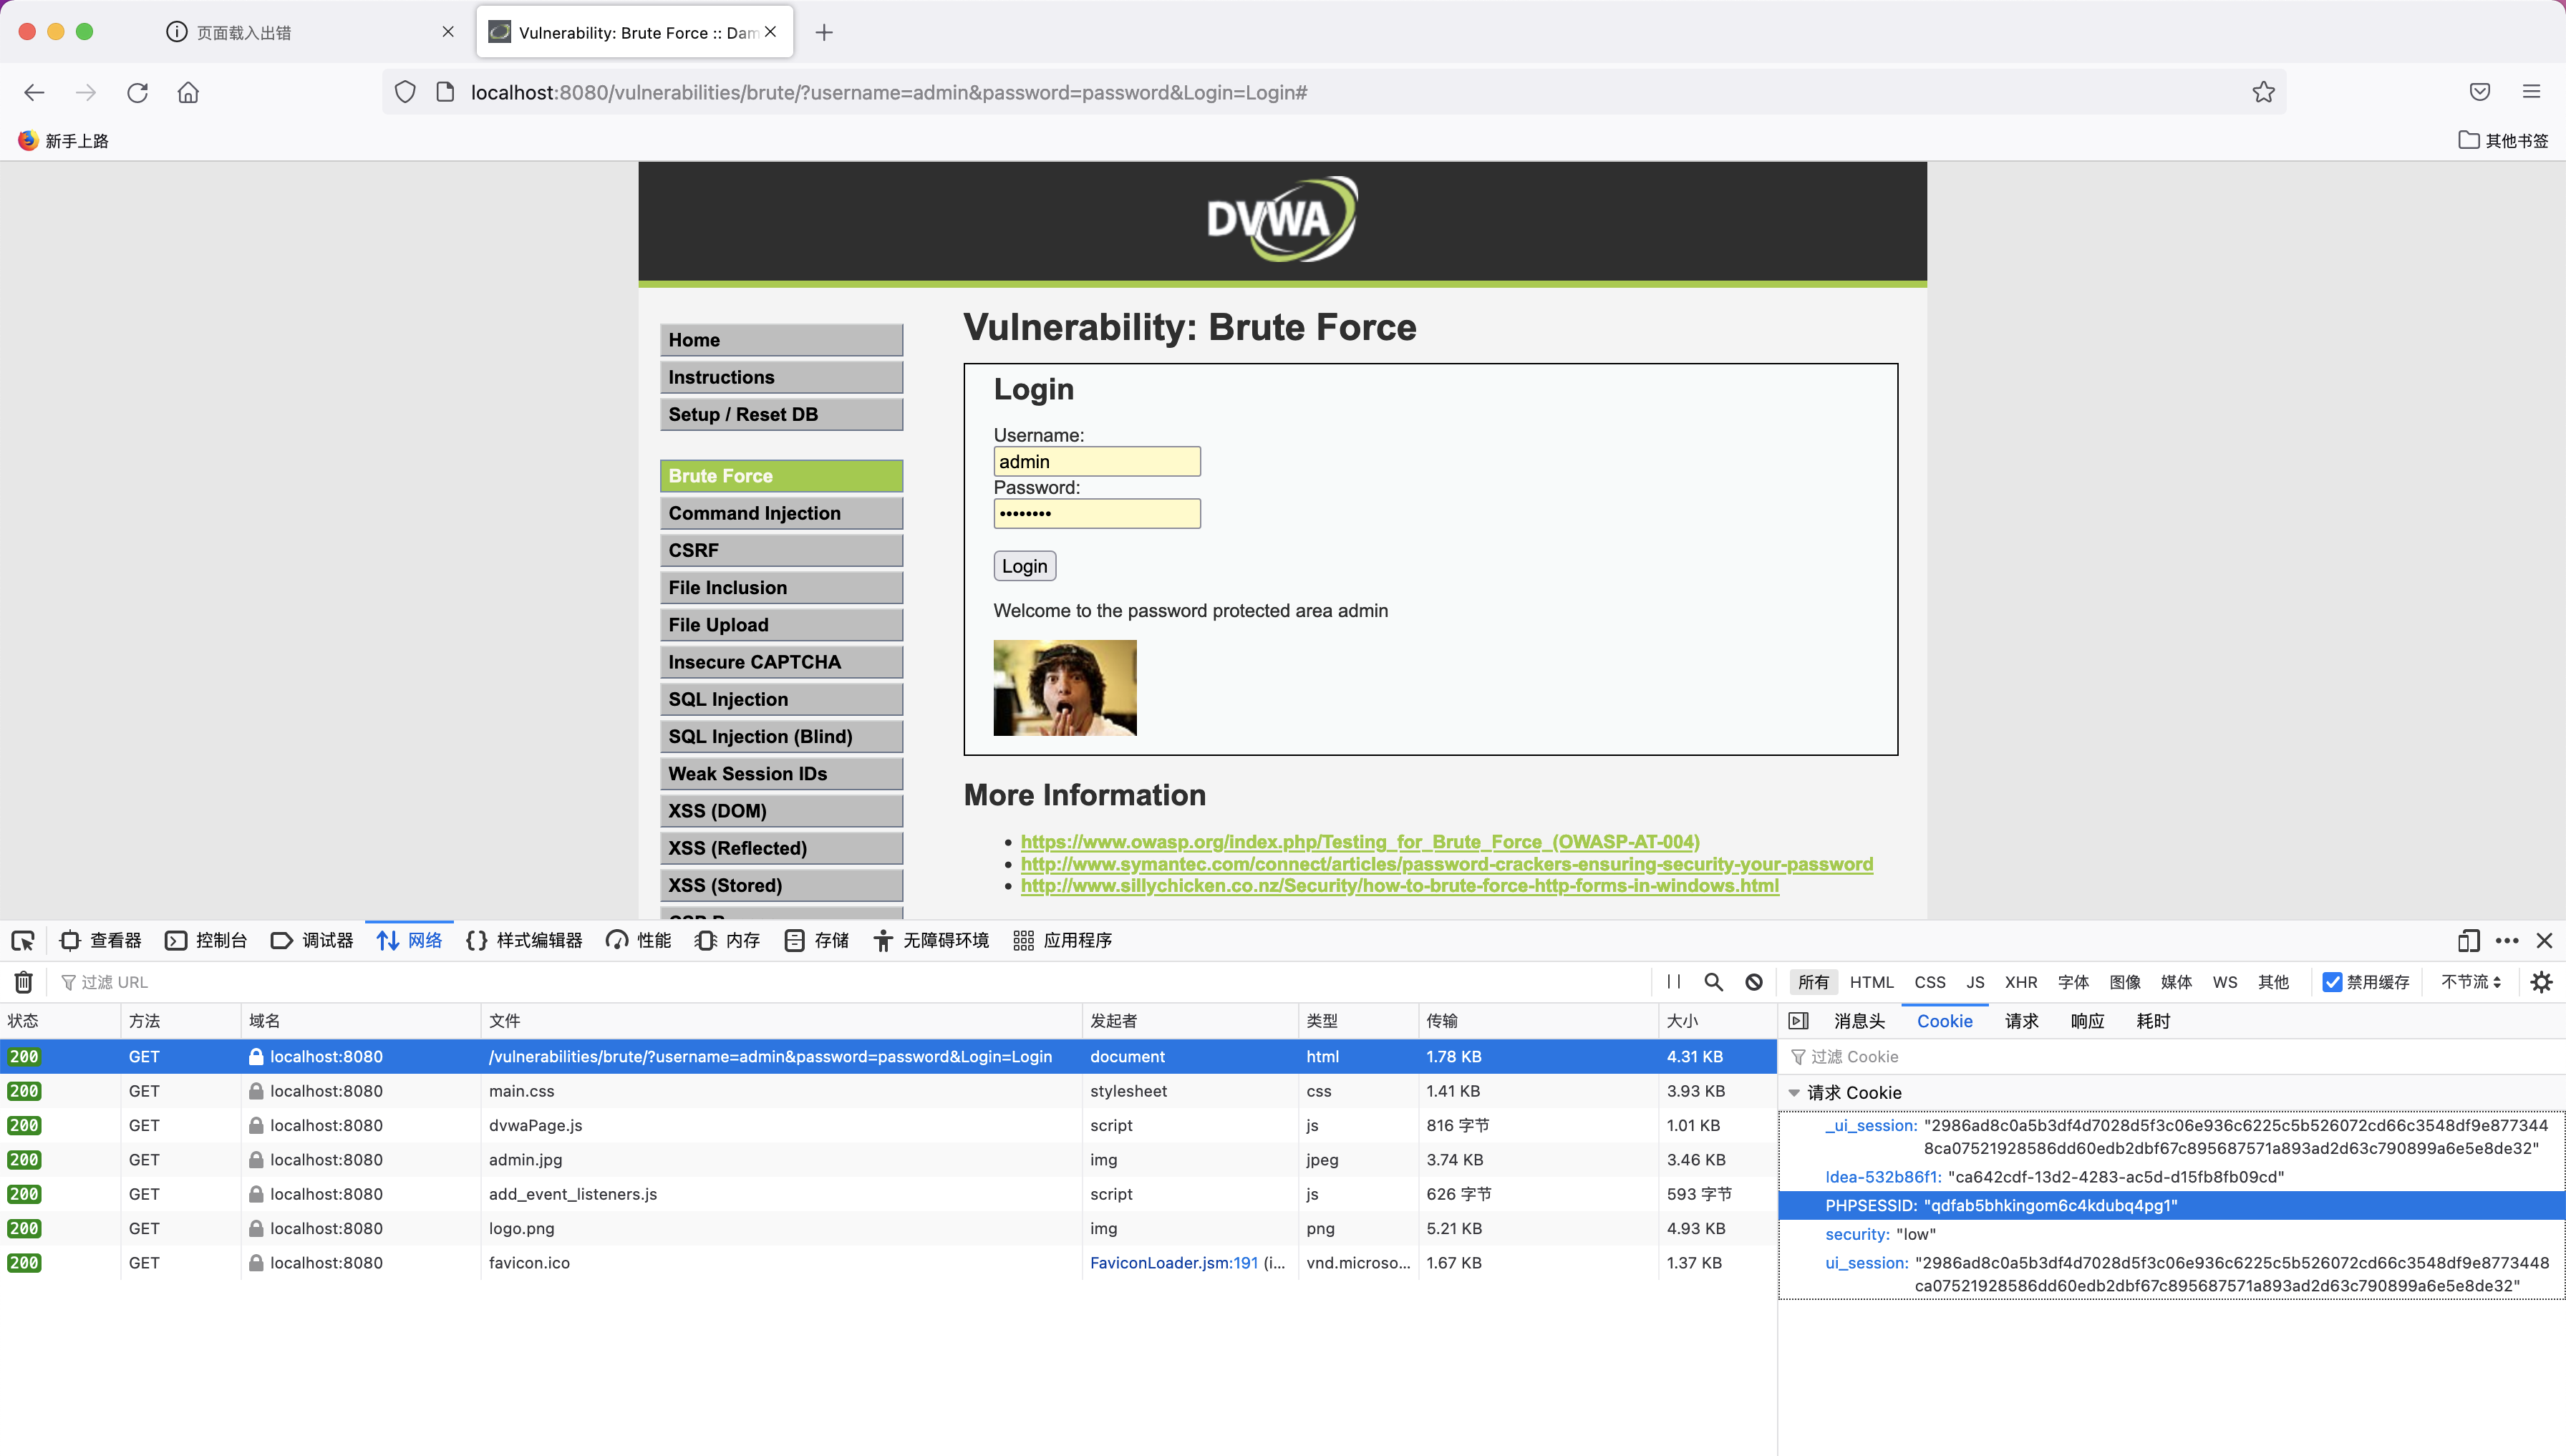 页面载入出错
Vulnerability: Brute Force :: Dam
localhost:8080/vulnerabilities/brute/?username=admin&password=password&Login=Login#
新手上路
其他书签
DVWA
Home
Instructions
Setup / Reset DB
Brute Force
Command Injection
CSRF
File Inclusion
File Upload
Insecure CAPTCHA
SQL Injection
SQL Injection (Blind)
Weak Session IDs
XSS (DOM)
XSS (Reflected)
XSS (Stored)
Vulnerability: Brute Force
Login
Username:
admin
Password:
••••••••
Login
Welcome to the password protected area admin
More Information
• https://www.owasp.org/index.php/Testing_for_Brute_Force_(OWASP-AT-004)
• http://www.symantec.com/connect/articles/password-crackers-ensuring-security-your-password
• http://www.sillychicken.co.nz/Security/how-to-brute-force-http-forms-in-windows.html
查看器 控制台 调试器 网络 样式编辑器 性能 内存 存储 无障碍环境 应用程序
过滤 URL
所有 HTML CSS JS XHR 字体 图像 媒体 WS 其他 禁用缓存 不节流
状态 方法 域名 文件 发起者 类型 传输 大小
200 GET localhost:8080 /vulnerabilities/brute/?username=admin&password=password&Login=Login document html 1.78 KB 4.31 KB
200 GET localhost:8080 main.css stylesheet css 1.41 KB 3.93 KB
200 GET localhost:8080 dvwaPage.js script js 816 字节 1.01 KB
200 GET localhost:8080 admin.jpg img jpeg 3.74 KB 3.46 KB
200 GET localhost:8080 add_event_listeners.js script js 626 字节 593 字节
200 GET localhost:8080 logo.png img png 5.21 KB 4.93 KB
200 GET localhost:8080 favicon.ico FaviconLoader.jsm:191 (i... vnd.microso... 1.67 KB 1.37 KB
消息头 Cookie 请求 响应 耗时
过滤 Cookie
请求 Cookie
_ui_session: "2986ad8c0a5b3df4d7028d5f3c06e936c6225c5b526072cd66c3548df9e877344
8ca07521928586dd60edb2dbf67c895687571a893ad2d63c790899a6e5e8de32"
Idea-532b86f1: "ca642cdf-13d2-4283-ac5d-d15fb8fb09cd"
PHPSESSID: "qdfab5bhkingom6c4kdubq4pg1"
security: "low"
ui_session: "2986ad8c0a5b3df4d7028d5f3c06e936c6225c5b526072cd66c3548df9e8773448
ca07521928586dd60edb2dbf67c895687571a893ad2d63c790899a6e5e8de32"